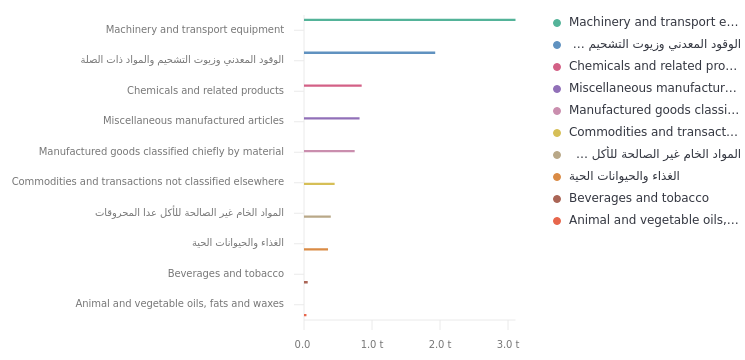 Machinery and transport equipment
الوقود المعدني وزيوت التشحيم والمواد ذات الصلة
Chemicals and related products
Miscellaneous manufactured articles
Manufactured goods classified chiefly by material
Commodities and transactions not classified elsewhere
المواد الخام غير الصالحة للأكل عدا المحروقات
الغذاء والحيوانات الحية
Beverages and tobacco
Animal and vegetable oils, fats and waxes
0.0
1.0 t
2.0 t
3.0 t
Machinery and transport e...
الوقود المعدني وزيوت التشحيم ...
Chemicals and related pro...
Miscellaneous manufactur...
Manufactured goods classi...
Commodities and transact...
المواد الخام غير الصالحة للأكل ...
الغذاء والحيوانات الحية
Beverages and tobacco
Animal and vegetable oils,...